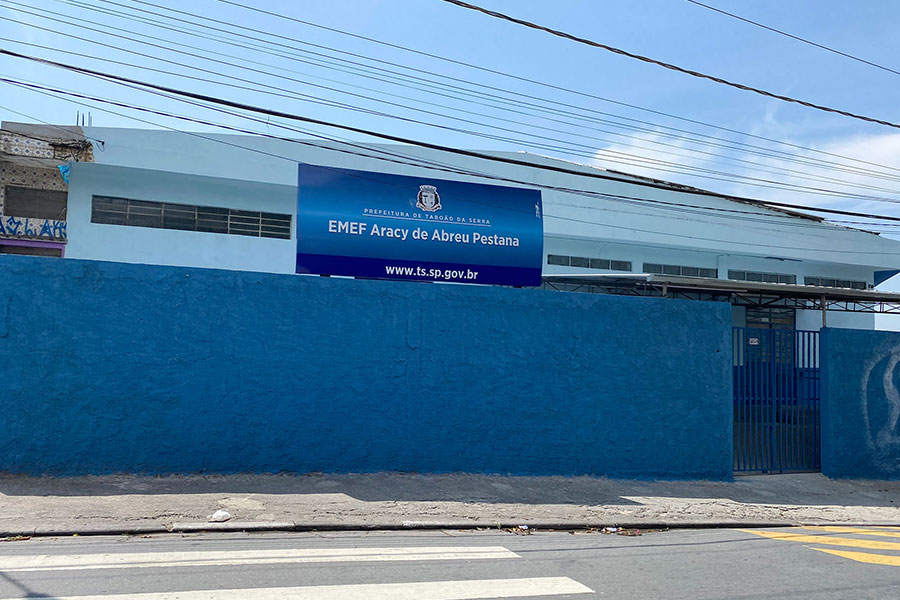 PREFEITURA DE TABOÃO DA SERRA
EMEF Aracy de Abreu Pestana
www.ts.sp.gov.br